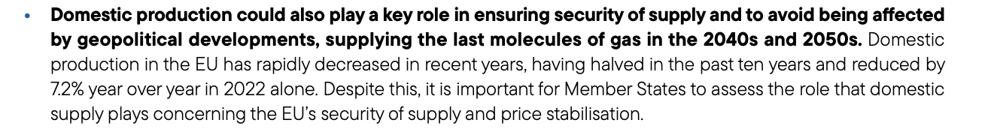 • Domestic production could also play a key role in ensuring security of supply and to avoid being affected
by geopolitical developments, supplying the last molecules of gas in the 2040s and 2050s. Domestic
production in the EU has rapidly decreased in recent years, having halved in the past ten years and reduced by
7.2% year over year in 2022 alone. Despite this, it is important for Member States to assess the role that domestic
supply plays concerning the EU's security of supply and price stabilisation.